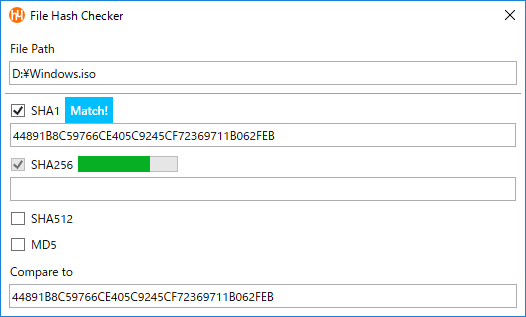 File Hash Checker
File Path
D:¥Windows.iso
SHA1 Match!
44891B8C59766CE405C9245CF72369711B062FEB
SHA256
SHA512
MD5
Compare to
44891B8C59766CE405C9245CF72369711B062FEB